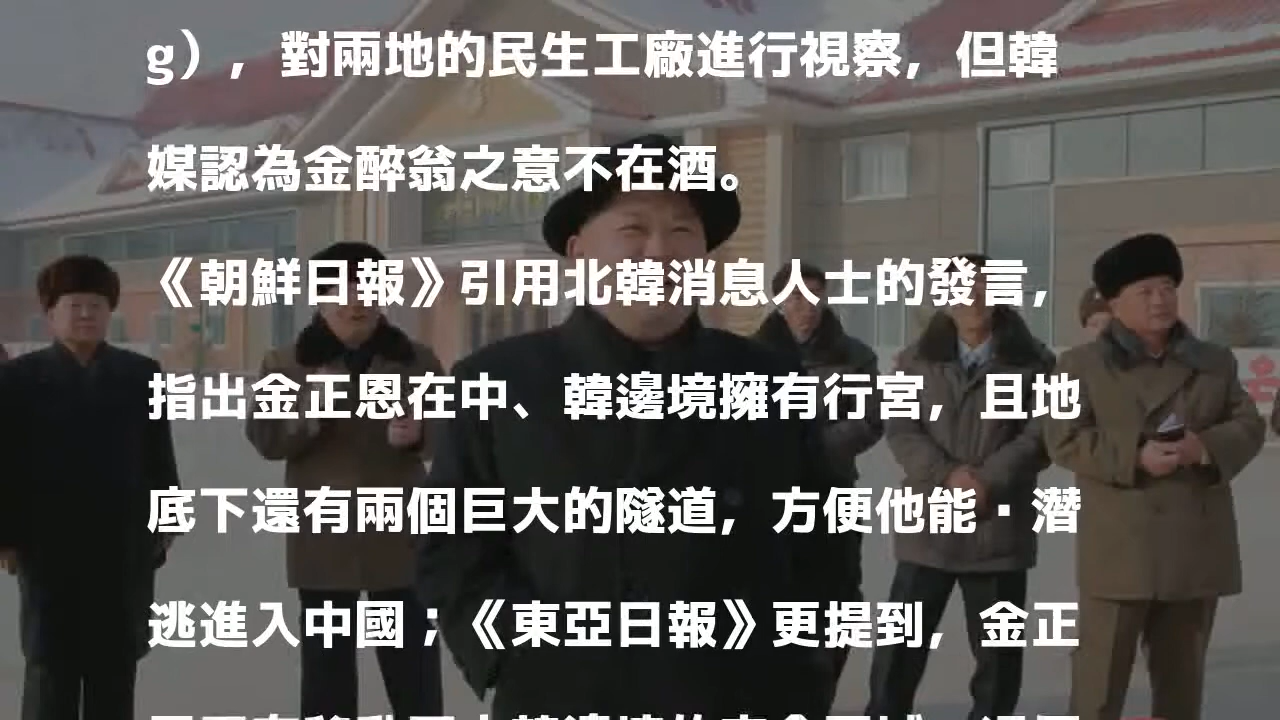 g），對兩地的民生工廠進行視察，但韓
媒認為金醉翁之意不在酒。
《朝鮮日報》引用北韓消息人士的發言，
指出金正恩在中、韓邊境擁有行宮，且地
底下還有兩個巨大的隧道，方便他能·潛
逃進入中國；《東亞日報》更提到，金正